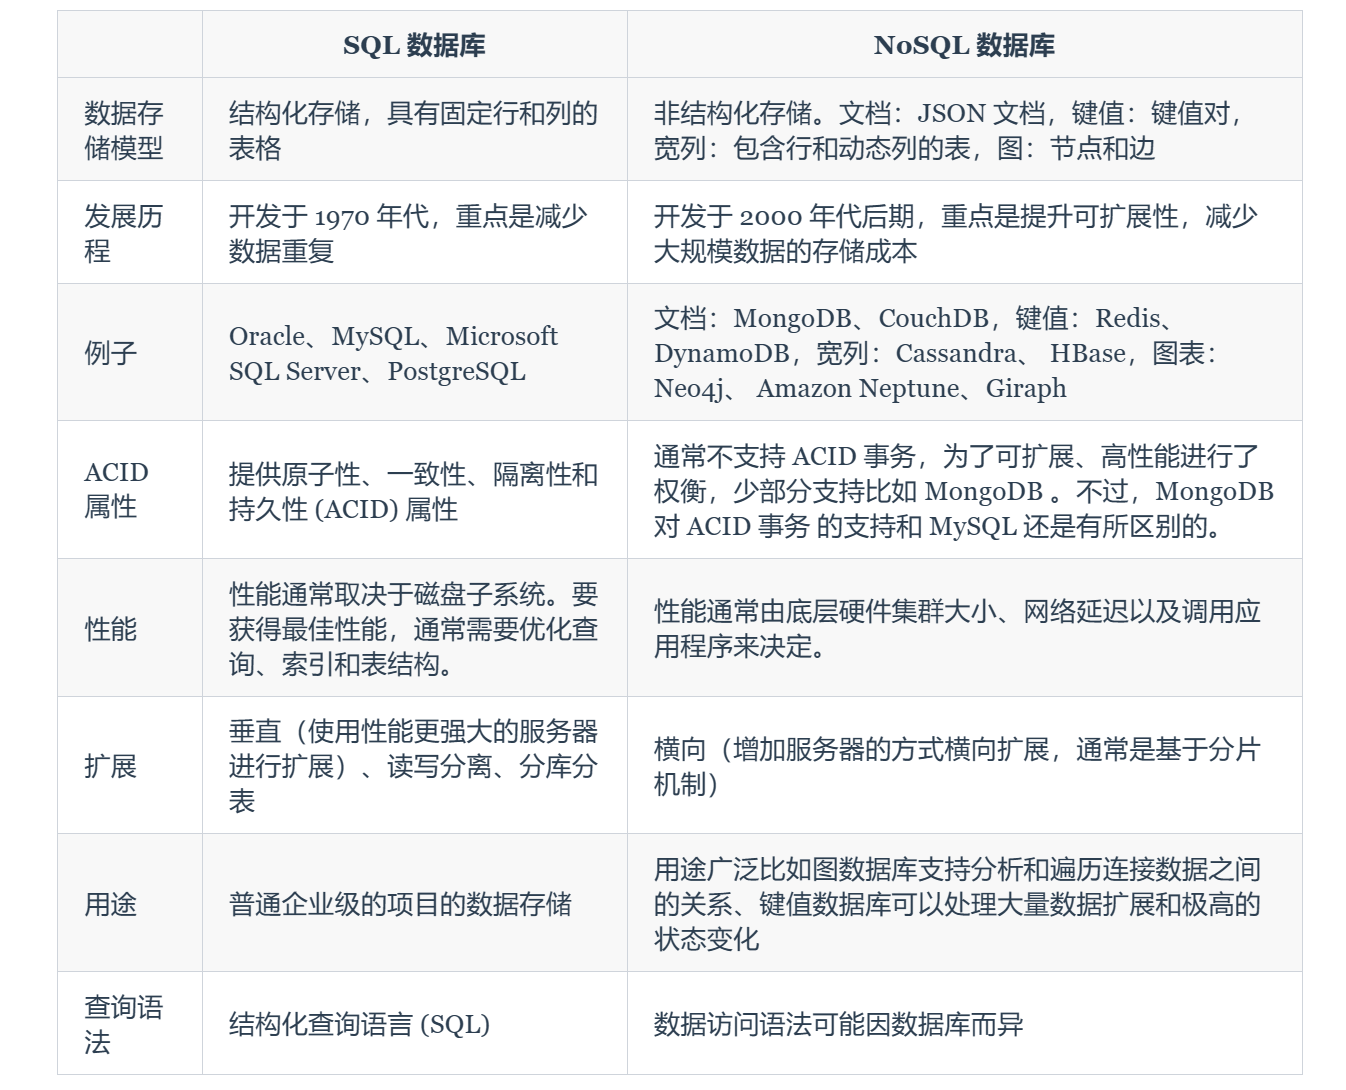 SQL 数据库
NoSQL 数据库
数据存
储模型
结构化存储，具有固定行和列的
表格
非结构化存储。文档：JSON 文档，键值：键值对，
宽列：包含行和动态列的表，图：节点和边
发展历
程
开发于 1970 年代，重点是减少
数据重复
开发于 2000 年代后期，重点是提升可扩展性，减少
大规模数据的存储成本
例子
Oracle、MySQL、Microsoft
SQL Server、PostgreSQL
文档：MongoDB、CouchDB，键值：Redis、
DynamoDB，宽列：Cassandra、 HBase，图表：
Neo4j、 Amazon Neptune、Giraph
ACID
属性
提供原子性、一致性、隔离性和
持久性 (ACID) 属性
通常不支持 ACID 事务，为了可扩展、高性能进行了
权衡，少部分支持比如 MongoDB 。不过，MongoDB
对 ACID 事务 的支持和 MySQL 还是有所区别的。
性能
性能通常取决于磁盘子系统。要
获得最佳性能，通常需要优化查
询、索引和表结构。
性能通常由底层硬件集群大小、网络延迟以及调用应
用程序来决定。
扩展
垂直（使用性能更强大的服务器
进行扩展）、读写分离、分库分
表
横向（增加服务器的方式横向扩展，通常是基于分片
机制）
用途
普通企业级的项目的数据存储
用途广泛比如图数据库支持分析和遍历连接数据之间
的关系、键值数据库可以处理大量数据扩展和极高的
状态变化
查询语
法
结构化查询语言 (SQL)
数据访问语法可能因数据库而异